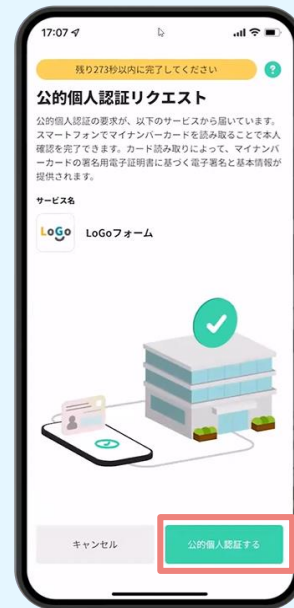 17:07
残り273秒以内に完了してください
?
公的個人認証リクエスト
公的個人認証の要求が、以下のサービスから届いています。
スマートフォンでマイナンバーカードを読み取ることで本人
確認を完了できます。カード読み取りによって、マイナンバ
ーカードの署名用電子証明書に基づく電子署名と基本情報が
提供されます。
サービス名
LoGo
LoGoフォーム
キャンセル
公的個人認証する